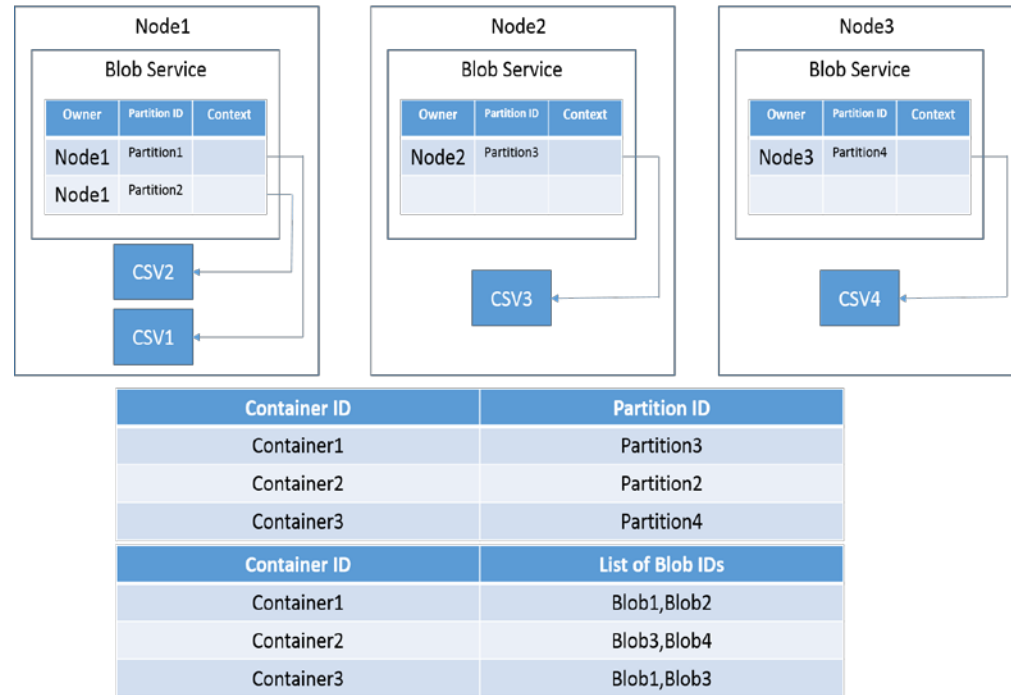 Node1
Blob Service
Owner Partition ID Context
Node1 Partition1
Node1 Partition2
CSV2
CSV1
Node2
Blob Service
Owner Partition ID Context
Node2 Partition3
CSV3
Node3
Blob Service
Owner Partition ID Context
Node3 Partition4
CSV4
Container ID Partition ID
Container1 Partition3
Container2 Partition2
Container3 Partition4
Container ID List of Blob IDs
Container1 Blob1,Blob2
Container2 Blob3,Blob4
Container3 Blob1,Blob3